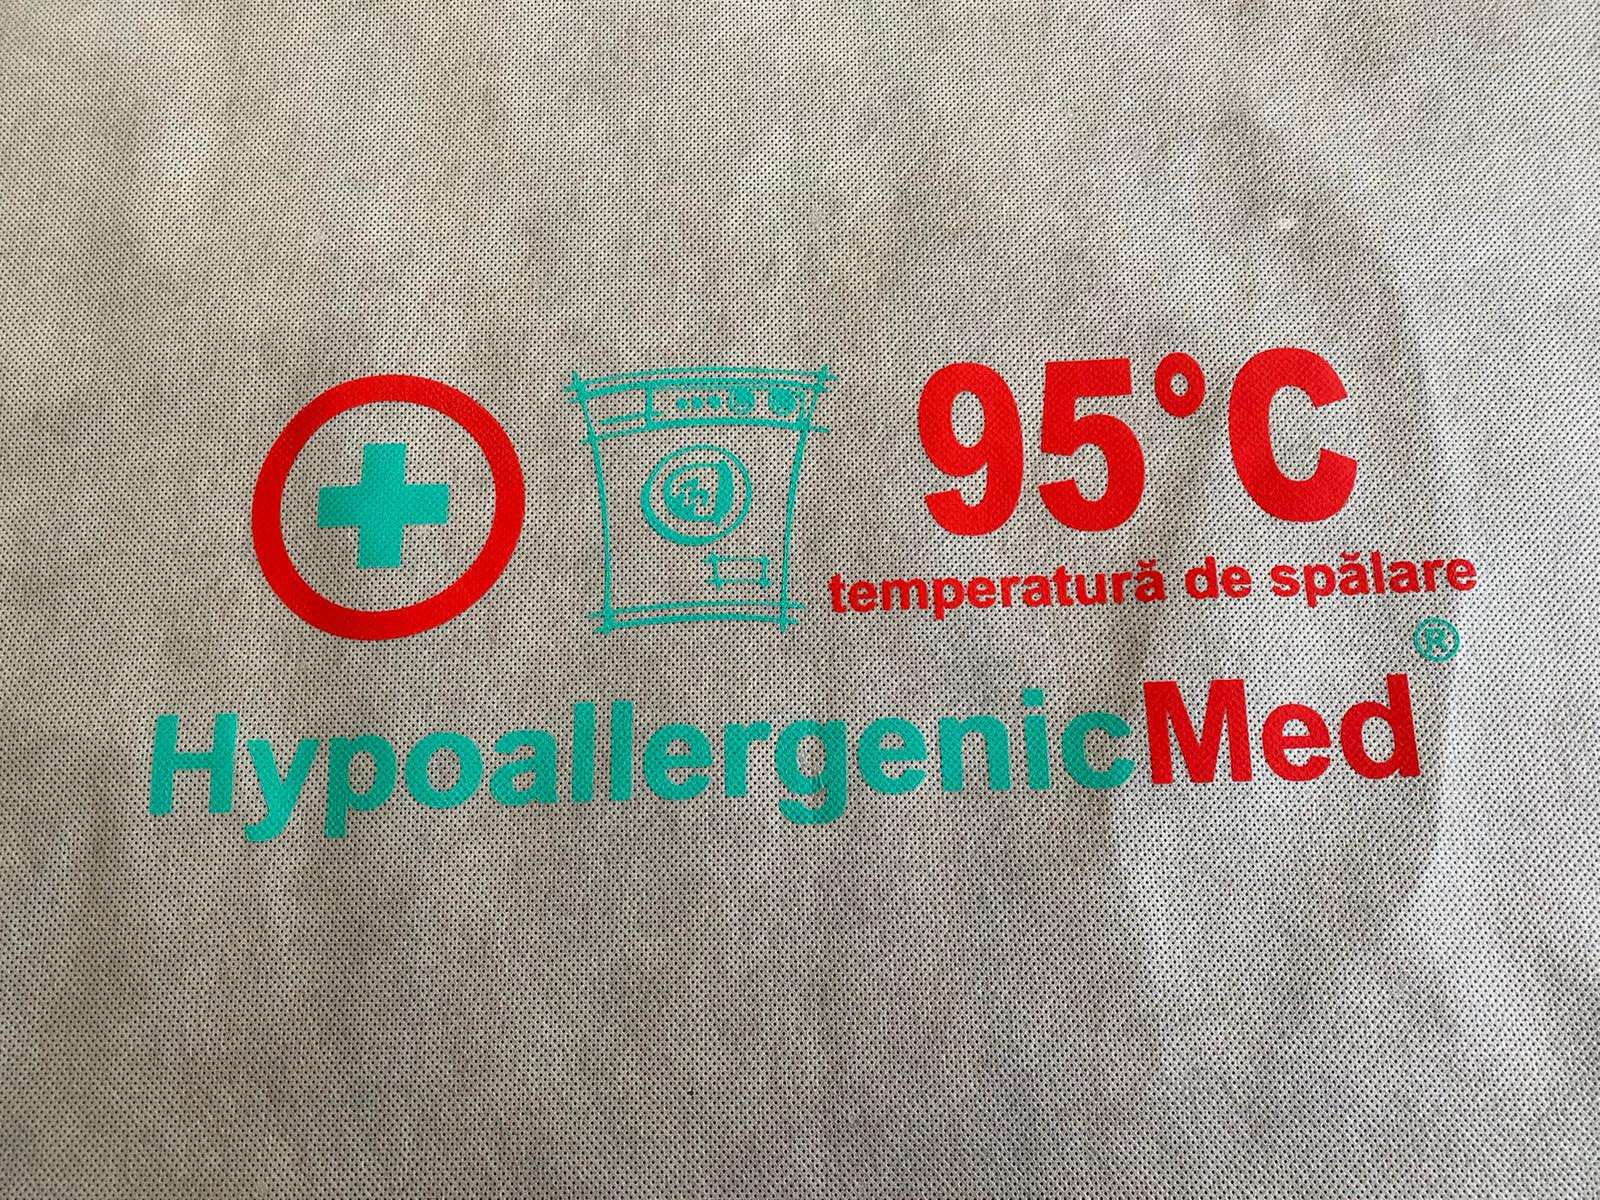 95°C
temperatură de spălare
HypoallergenicMed®